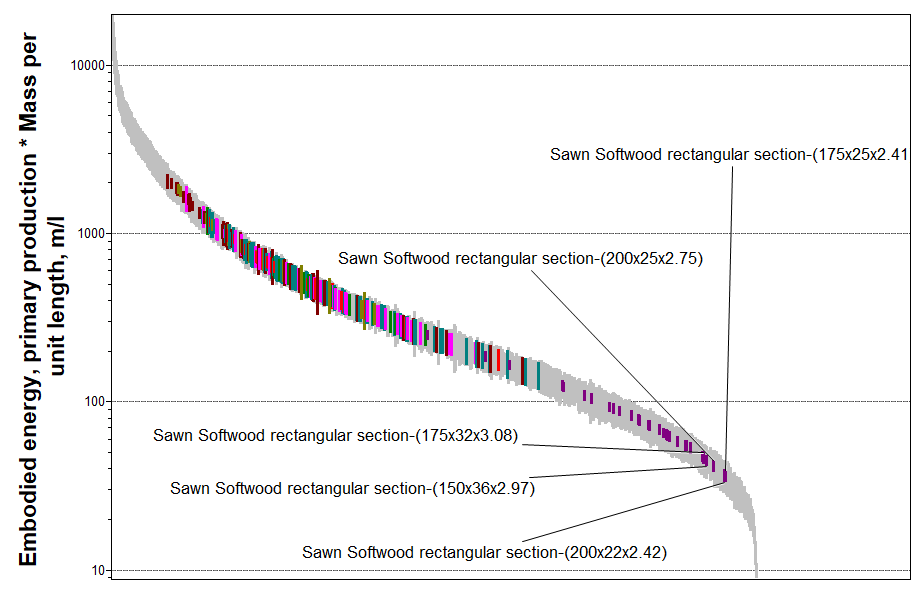 Embodied energy, primary production * Mass per
unit length, m/l
10000
1000
100
10
Sawn Softwood rectangular section-(175x25x2.41
Sawn Softwood rectangular section-(200x25x2.75)
Sawn Softwood rectangular section-(175x32x3.08)
Sawn Softwood rectangular section-(150x36x2.97)
Sawn Softwood rectangular section-(200x22x2.42)